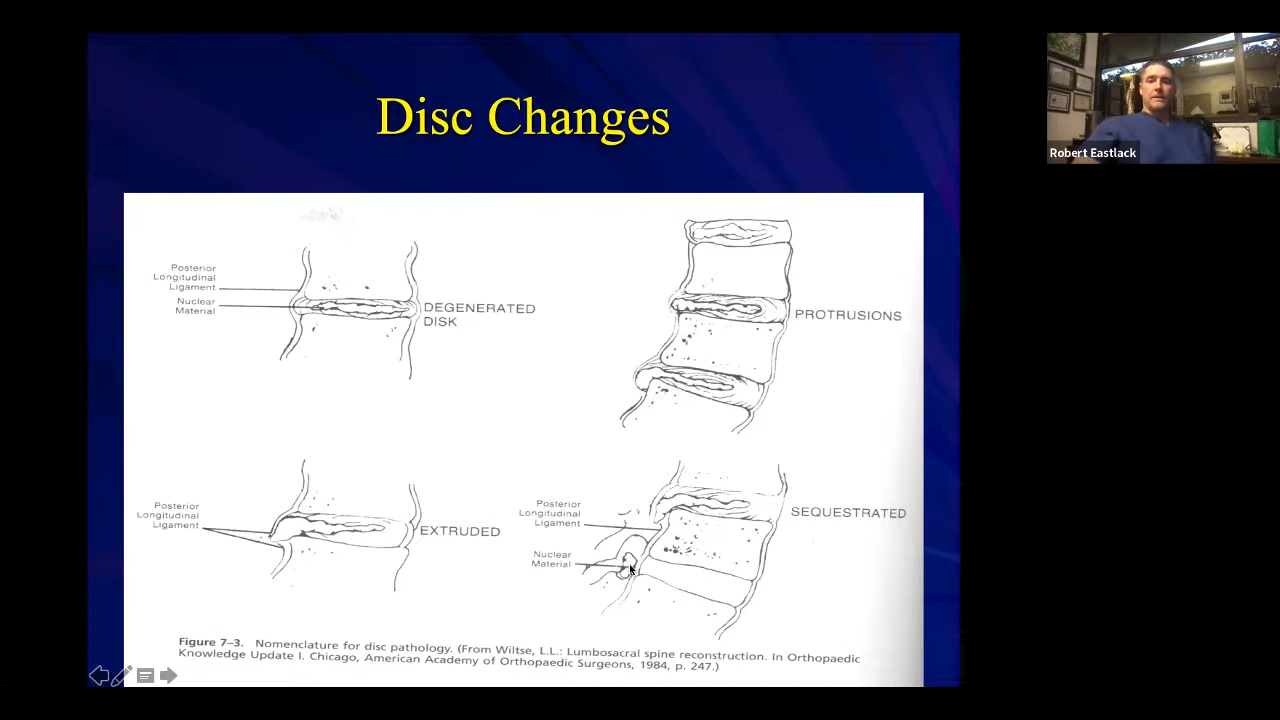 Disc Changes
Robert Eastlack
Posterior
Longitudinal
Ligament
Nuclear
Material
DEGENERATED
DISK
PROTRUSIONS
Posterior
Longitudinal
Ligament
EXTRUDED
Posterior
Longitudinal
Ligament
Nuclear
Material
SEQUESTRATED
Figure 7–3. Nomenclature for disc pathology. (From Wiltse, L.L.: Lumbosacral spine reconstruction. In Orthopaedic
Knowledge Update I. Chicago, American Academy of Orthopaedic Surgeons, 1984, p. 247.)